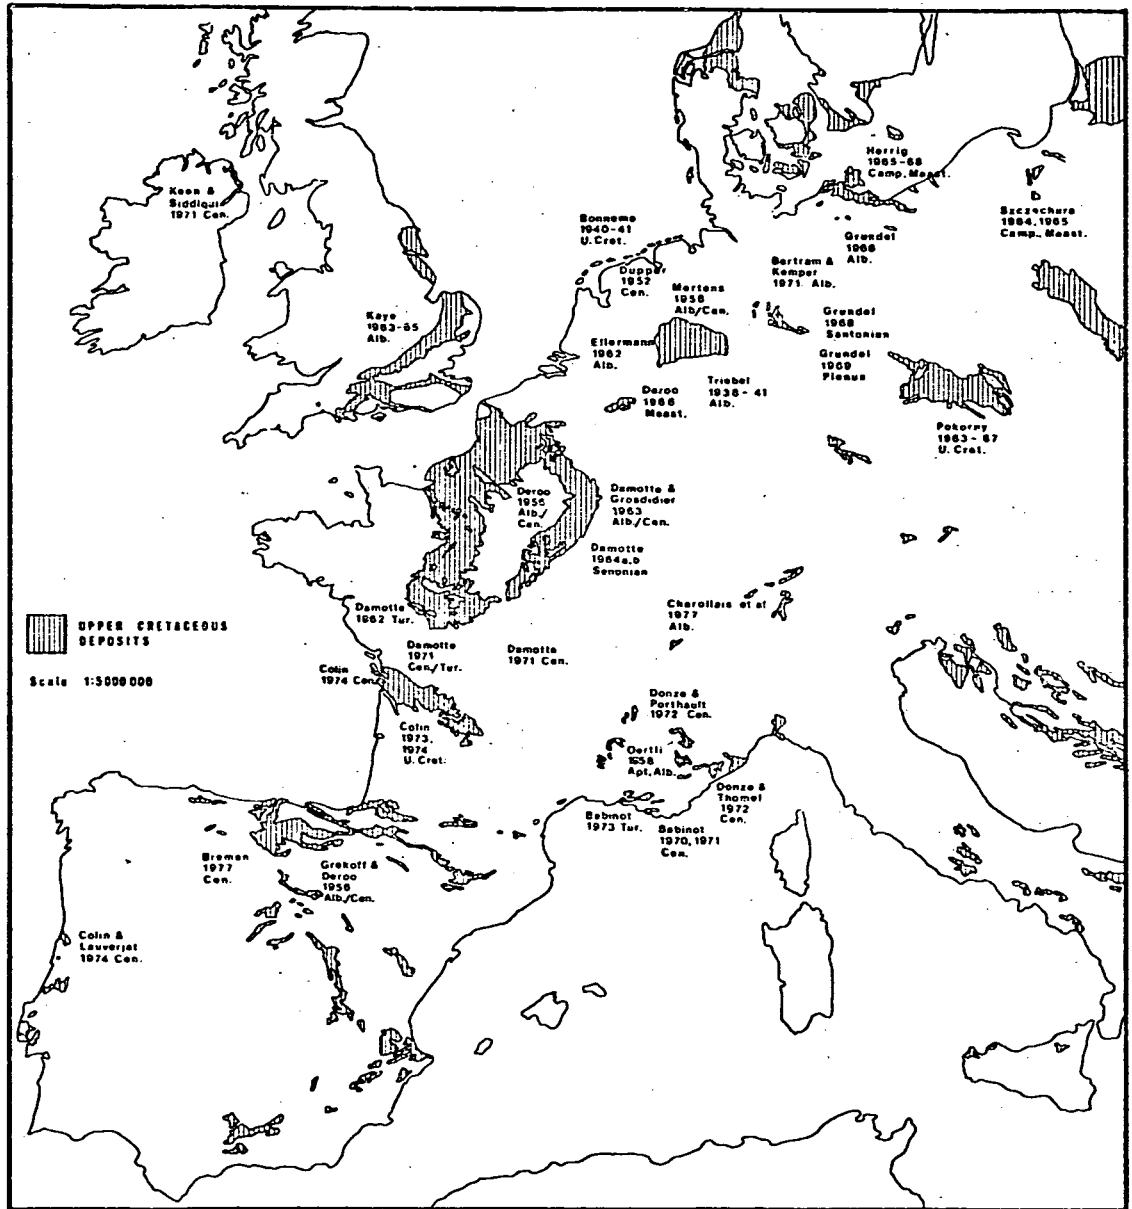 Keen &
Siddiqui
1971 Cen.
Kaye
1963-65
Alb.
Bonneme
1940-41
U. Cret.
Dupper
1952
Cen.
Mertens
1956
Alb/Cen.
Bertram &
Kemper
1971. Alb.
Herrig
1965-68
Camp, Maast.
Grundel
1966
Alb.
Szczechura
1964, 1965
Camp., Maast.
Ellermann
1962
Alb.
Deroo
1966
Maast.
Triebel
1938-41
Alb.
Grundel
1968
Santonian
Grundel
1969
Plenus
Pokorny
1963-67
U. Cret.
Deroo
1956
Alb./
Cen.
Damotte &
Grosdidier
1963
Alb./Cen.
Damotte
1964a,b
Senonian
Damotte
1962 Tur.
Damotte
1971
Cen./Tur.
Damotte
1971 Cen.
Charollais et al
1977
Alb.
UPPER CRETACEOUS
DEPOSITS
Scale 1:5000000
Colin
1974 Cen.
Colin
1973,
1974
U. Cret.
Donze &
Porthault
1972 Cen.
Oertli
1958
Apt. Alb.
Donze &
Thomel
1972
Cen.
Babinot
1973 Tur.
Babinot
1970, 1971
Cen.
Breman
1977
Cen.
Grekoff &
Deroo
1956
Alb./Cen.
Colin &
Lauverjat
1974 Cen.